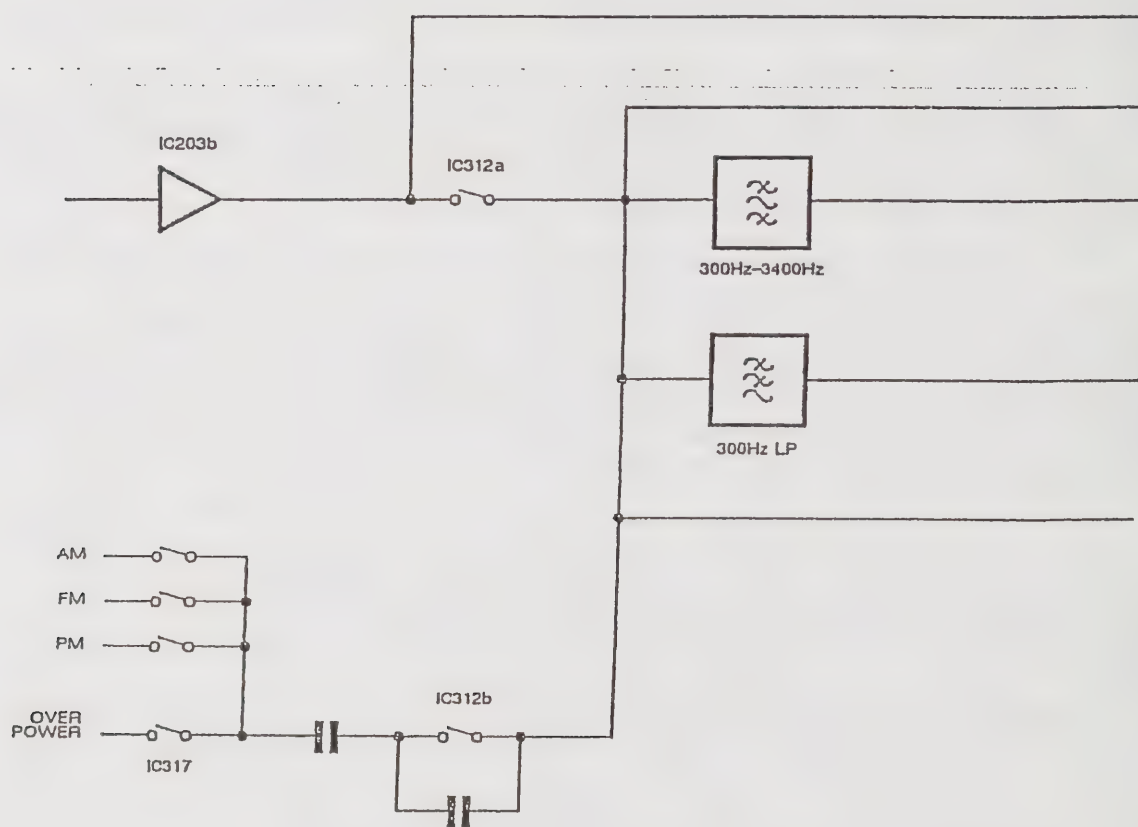 IC203b
IC312a
300Hz–3400Hz
300Hz LP
AM
FM
PM
OVER
POWER
IC312b
IC317